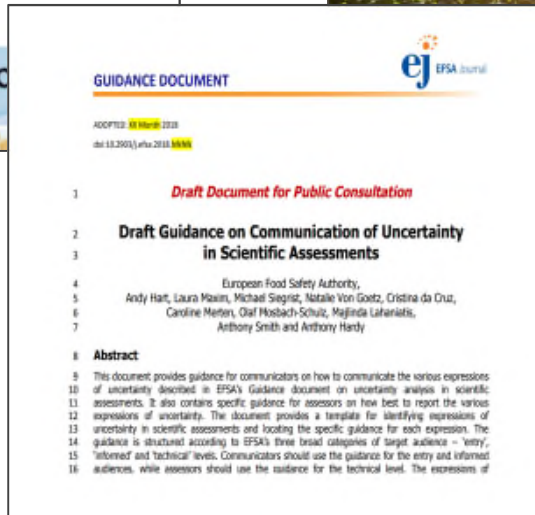 GUIDANCE DOCUMENT
ej EFSA Journal
ADOPTED: XX Month 2018
doi:10.2903/j.efsa.2018.NNNN
1 Draft Document for Public Consultation
2 Draft Guidance on Communication of Uncertainty
3 in Scientific Assessments
4 European Food Safety Authority,
5 Andy Hart, Laura Maxim, Michael Siegrist, Natalie Von Goetz, Cristina da Cruz,
6 Caroline Merten, Olaf Mosbach-Schulz, Majlinda Lahaniatis,
7 Anthony Smith and Anthony Hardy
8 Abstract
9 This document provides guidance for communicators on how to communicate the various expressions
10 of uncertainty described in EFSA's Guidance document on uncertainty analysis in scientific
11 assessments. It also contains specific guidance for assessors on how best to report the various
12 expressions of uncertainty. The document provides a template for identifying expressions of
13 uncertainty in scientific assessments and locating the specific guidance for each expression. The
14 guidance is structured according to EFSA's three broad categories of target audience – 'entry',
15 'informed' and 'technical' levels. Communicators should use the guidance for the entry and informed
16 audiences, while assessors should use the guidance for the technical level. The expressions of